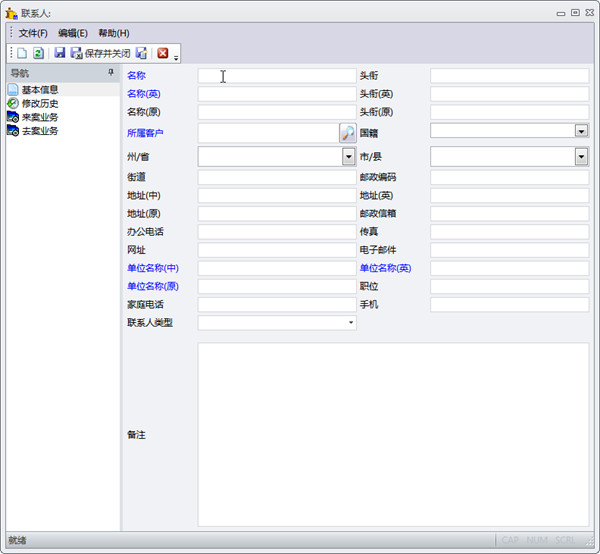 联系人:
文件(F) 编辑(E) 帮助(H)
保存并关闭
导航
基本信息
修改历史
来案业务
去案业务
名称 头衔
名称(英) 头衔(英)
名称(原) 头衔(原)
所属客户 国籍
州/省 市/县
街道 邮政编码
地址(中) 地址(英)
地址(原) 邮政信箱
办公电话 传真
网址 电子邮件
单位名称(中) 单位名称(英)
单位名称(原) 职位
家庭电话 手机
联系人类型
备注
就绪 CAP NUM SCRL